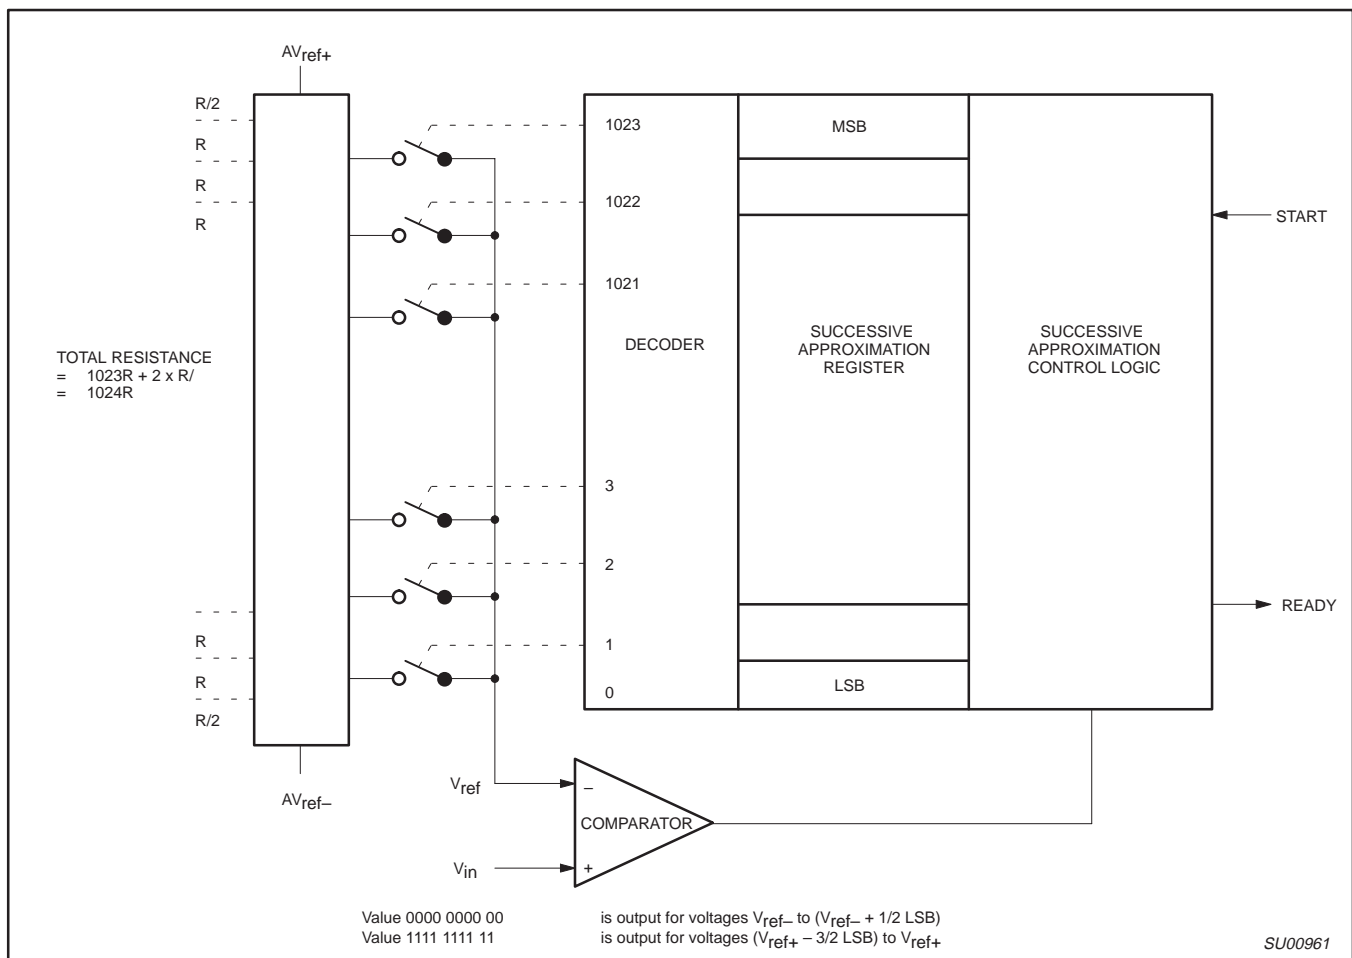 AVref+
R/2
R
R
R
1023
1022
1021
MSB
START
TOTAL RESISTANCE
= 1023R + 2 x R/
= 1024R
DECODER
SUCCESSIVE
APPROXIMATION
REGISTER
SUCCESSIVE
APPROXIMATION
CONTROL LOGIC
3
2
1
0
READY
R
R
R/2
LSB
AVref–
Vref
–
COMPARATOR
Vin
+
Value 0000 0000 00 is output for voltages Vref– to (Vref– + 1/2 LSB)
Value 1111 1111 11 is output for voltages (Vref+ – 3/2 LSB) to Vref+
SU00961